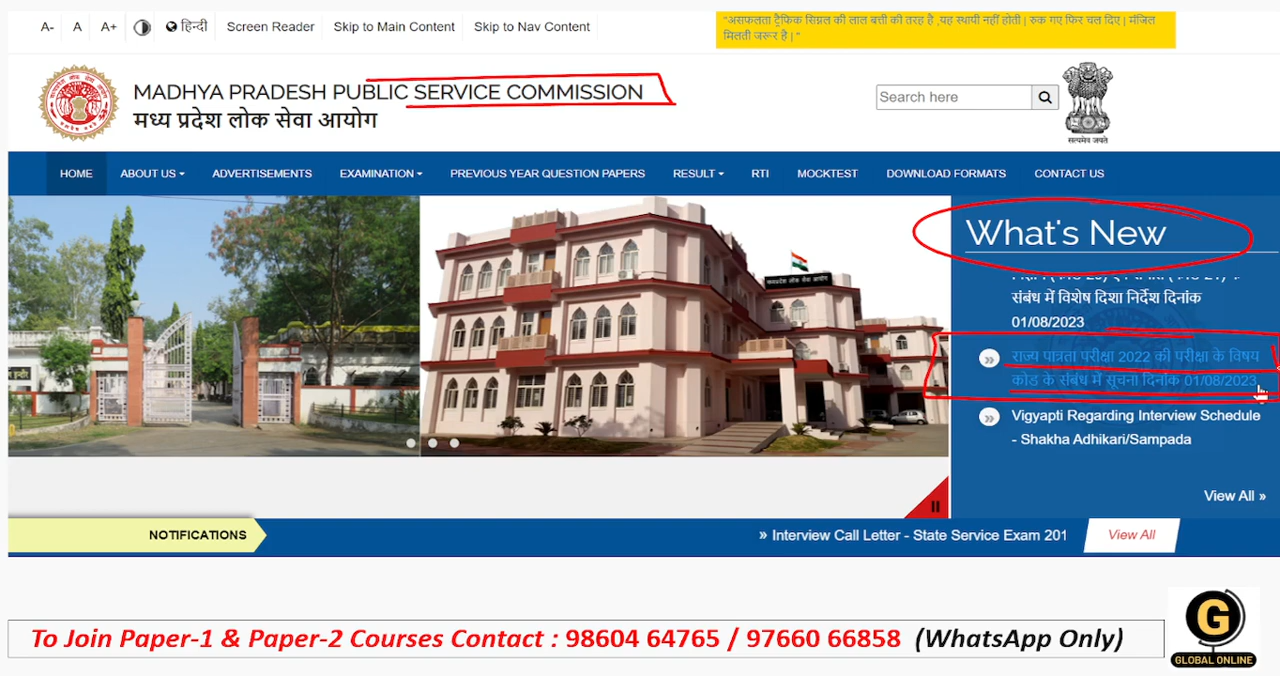 A- A A+ हिन्दी Screen Reader Skip to Main Content Skip to Nav Content
"असफलता ट्रैफिक सिग्नल की लाल बत्ती की तरह है ,यह स्थायी नहीं होती | रुक गए फिर चल दिए | मंजिल
मिलती जरूर है | "
MADHYA PRADESH PUBLIC SERVICE COMMISSION
मध्य प्रदेश लोक सेवा आयोग
Search here
सत्यमेव जयते
HOME ABOUT US ADVERTISEMENTS EXAMINATION PREVIOUS YEAR QUESTION PAPERS RESULT RTI MOCKTEST DOWNLOAD FORMATS CONTACT US
मध्यप्रदेश लोक सेवा आयोग
What's New
संबंध में विशेष दिशा निर्देश दिनांक
01/08/2023
» राज्य पात्रता परीक्षा 2022 की परीक्षा के विषय
कोड के संबंध में सूचना दिनांक 01/08/2023
» Vigyapti Regarding Interview Schedule
- Shakha Adhikari/Sampada
View All »
NOTIFICATIONS
» Interview Call Letter - State Service Exam 201
View All
To Join Paper-1 & Paper-2 Courses Contact : 98604 64765 / 97660 66858 (WhatsApp Only)
G
GLOBAL ONLINE